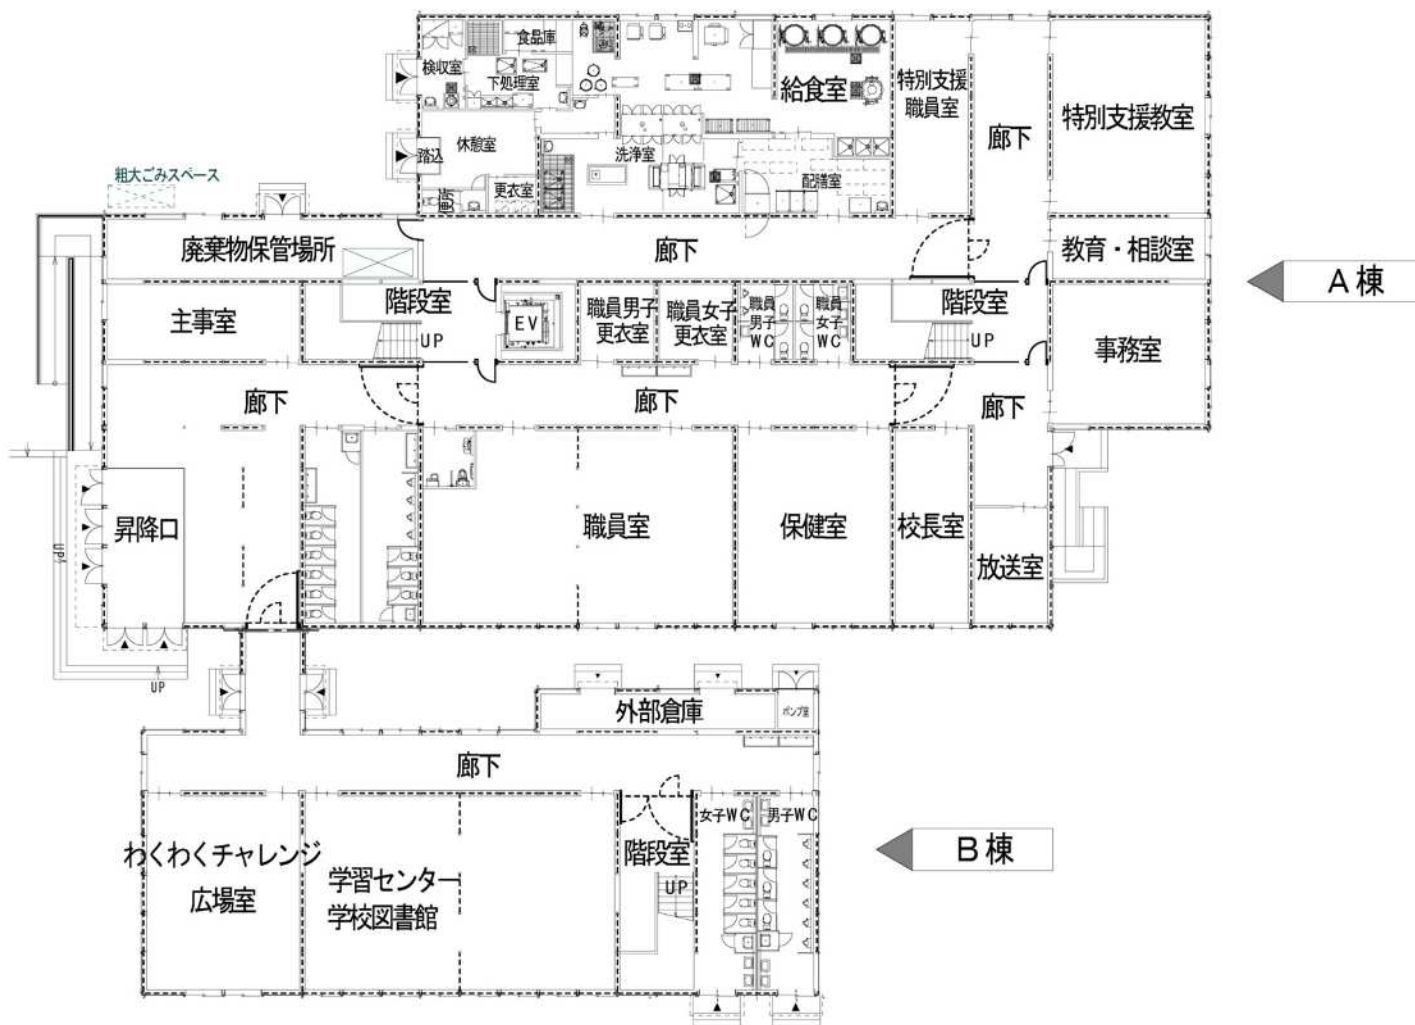 食品庫
検収室
下処理室
給食室
特別支援
職員室
廊下
特別支援教室
休憩室
踏込
洗浄室
配膳室
便所
更衣室
粗大ごみスペース
廃棄物保管場所
廊下
教育・相談室
A棟
主事室
階段室
UP
EV
職員男子
更衣室
職員女子
更衣室
職員
男子
WC
職員
女子
WC
階段室
UP
事務室
廊下
廊下
廊下
昇降口
職員室
保健室
校長室
放送室
UP
UP
外部倉庫
ポンプ室
廊下
わくわくチャレンジ
広場室
学習センター
学校図書館
階段室
UP
女子WC
男子WC
B棟